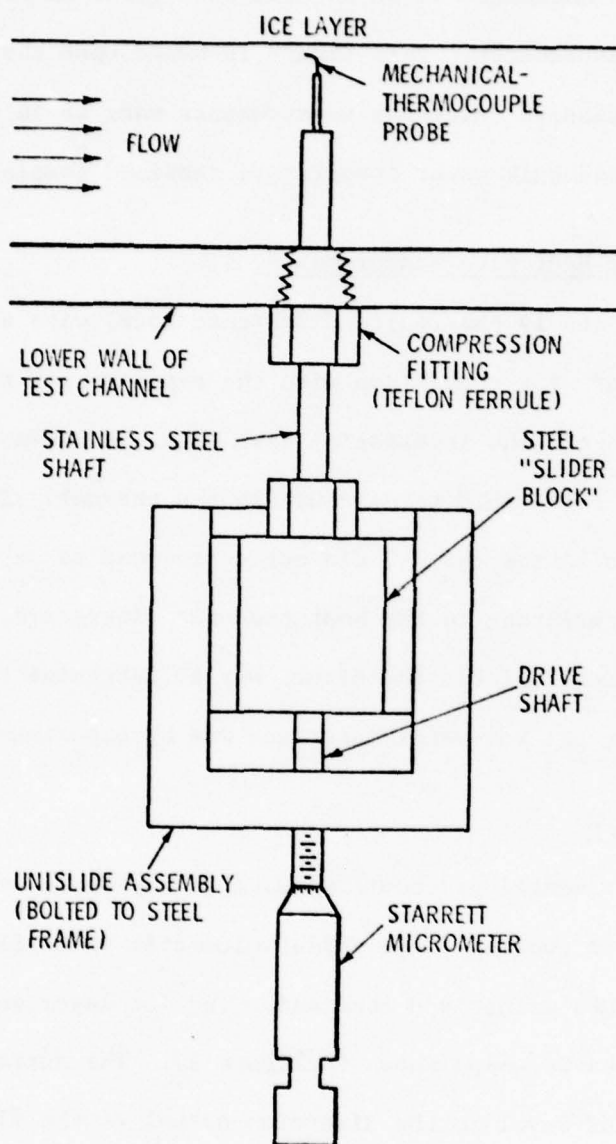 ICE LAYER
MECHANICAL-
THERMOCOUPLE
PROBE
FLOW
LOWER WALL OF
TEST CHANNEL
COMPRESSION
FITTING
(TEFLON FERRULE)
STAINLESS STEEL
SHAFT
STEEL
"SLIDER
BLOCK"
DRIVE
SHAFT
UNISLIDE ASSEMBLY
(BOLTED TO STEEL
FRAME)
STARRETT
MICROMETER